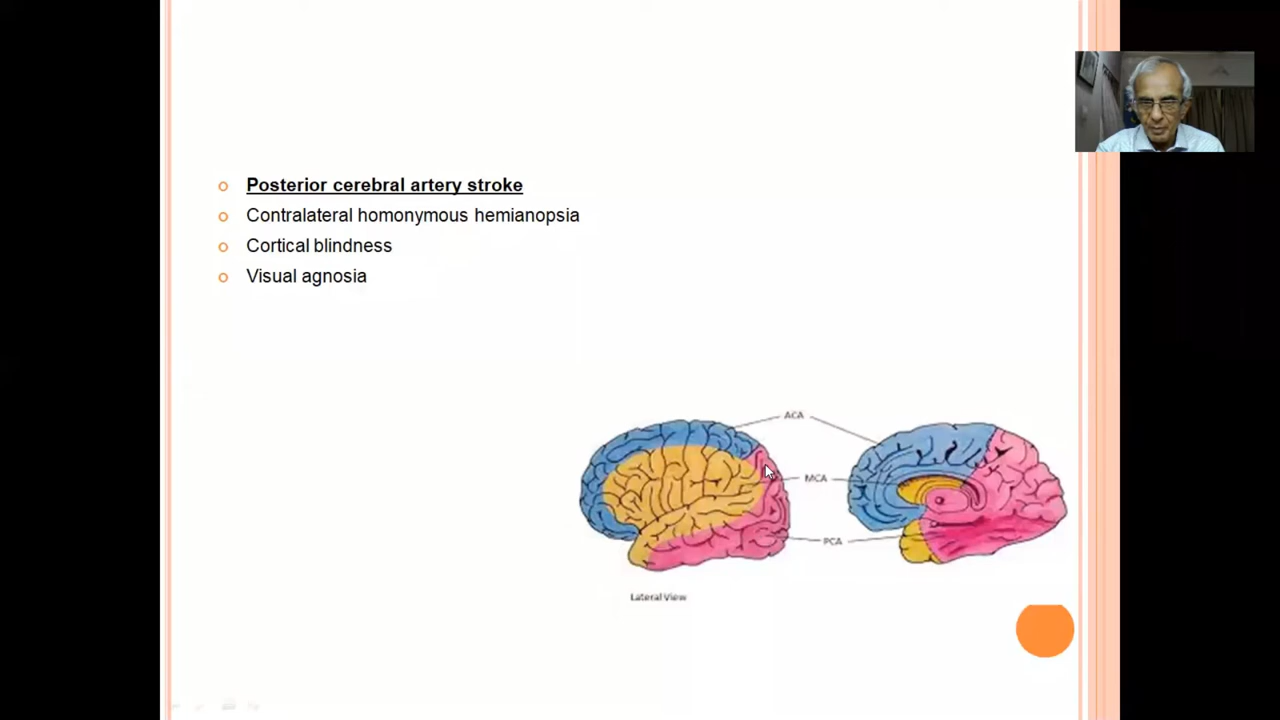 Posterior cerebral artery stroke
Contralateral homonymous hemianopsia
Cortical blindness
Visual agnosia
ACA
MCA
PCA
Lateral View